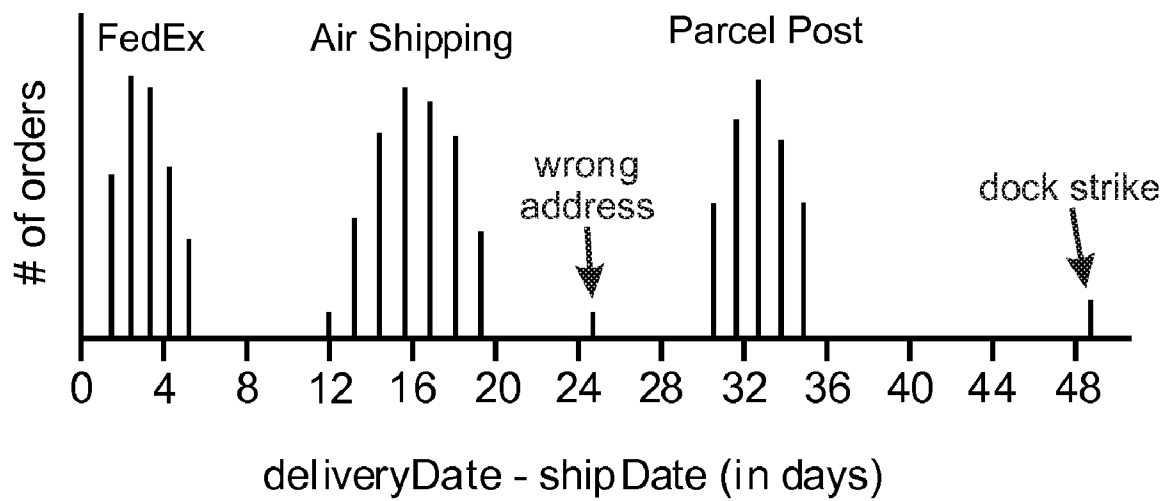 FedEx
Air Shipping
Parcel Post
# of orders
wrong
address
dock strike
0 4 8 12 16 20 24 28 32 36 40 44 48
deliveryDate - shipDate (in days)